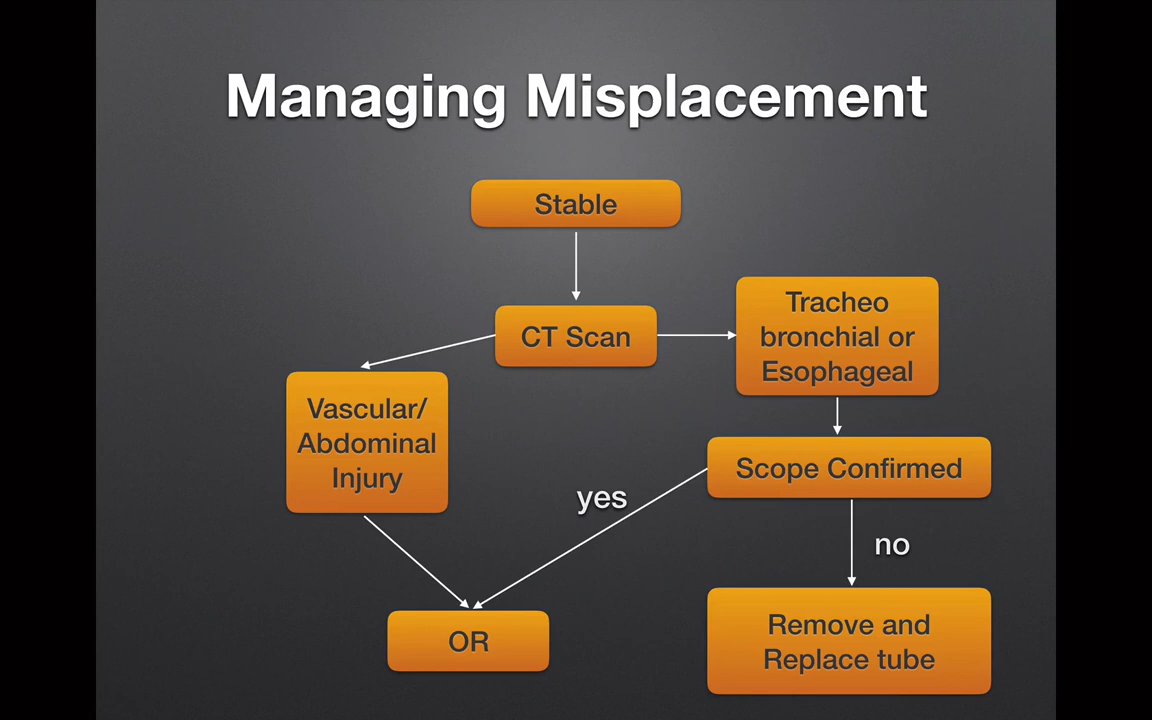 Managing Misplacement
Stable
CT Scan
Tracheo
bronchial or
Esophageal
Vascular/
Abdominal
Injury
Scope Confirmed
yes
no
OR
Remove and
Replace tube